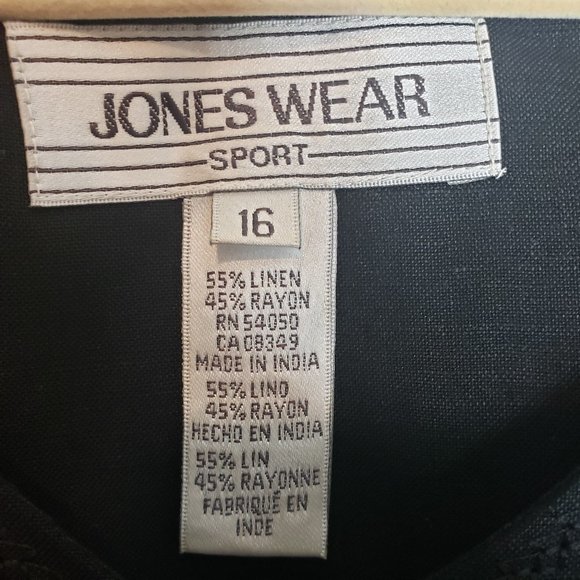 JONES WEAR
SPORT
16
55% LINEN
45% RAYON
RN 54050
CA 08349
MADE IN INDIA
55% LINO
45% RAYON
HECHO EN INDIA
55% LIN
45% RAYONNE
FABRIQUÉ EN
INDE